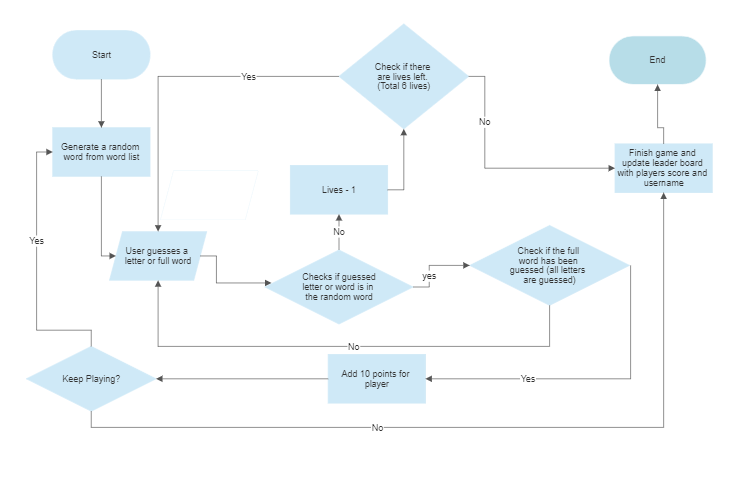 Start
Check if there
are lives left.
(Total 6 lives)
End
Yes
No
Generate a random
word from word list
Finish game and
update leader board
with players score and
username
Lives - 1
Yes
No
User guesses a
letter or full word
Checks if guessed
letter or word is in
the random word
yes
Check if the full
word has been
guessed (all letters
are guessed)
No
Keep Playing?
Add 10 points for
player
Yes
No